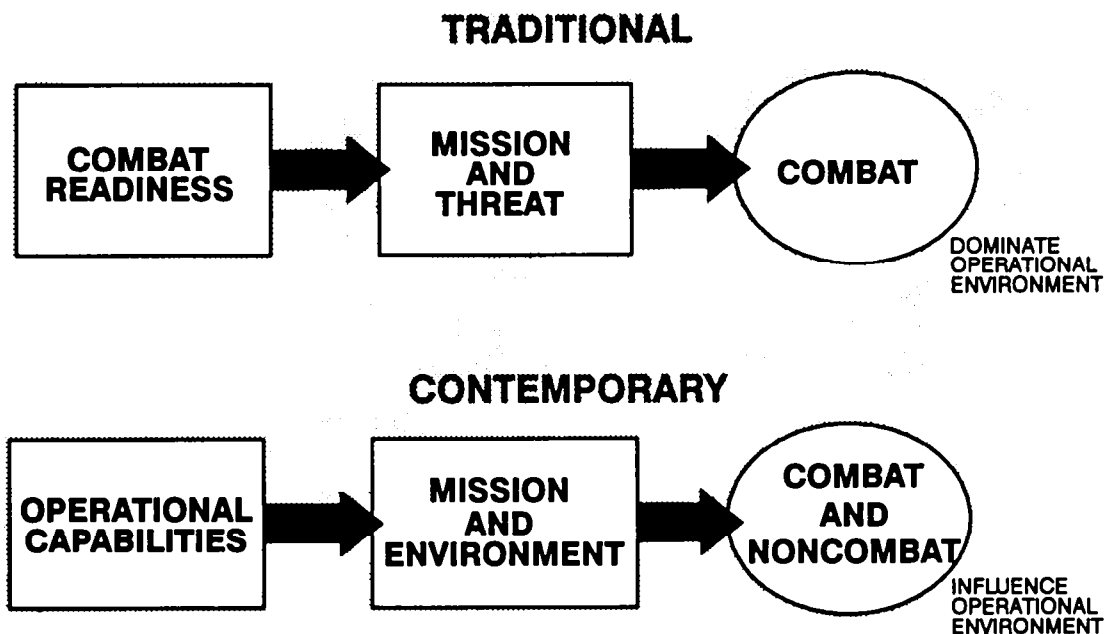 TRADITIONAL
COMBAT
READINESS
MISSION
AND
THREAT
COMBAT
DOMINATE
OPERATIONAL
ENVIRONMENT
CONTEMPORARY
OPERATIONAL
CAPABILITIES
MISSION
AND
ENVIRONMENT
COMBAT
AND
NONCOMBAT
INFLUENCE
OPERATIONAL
ENVIRONMENT